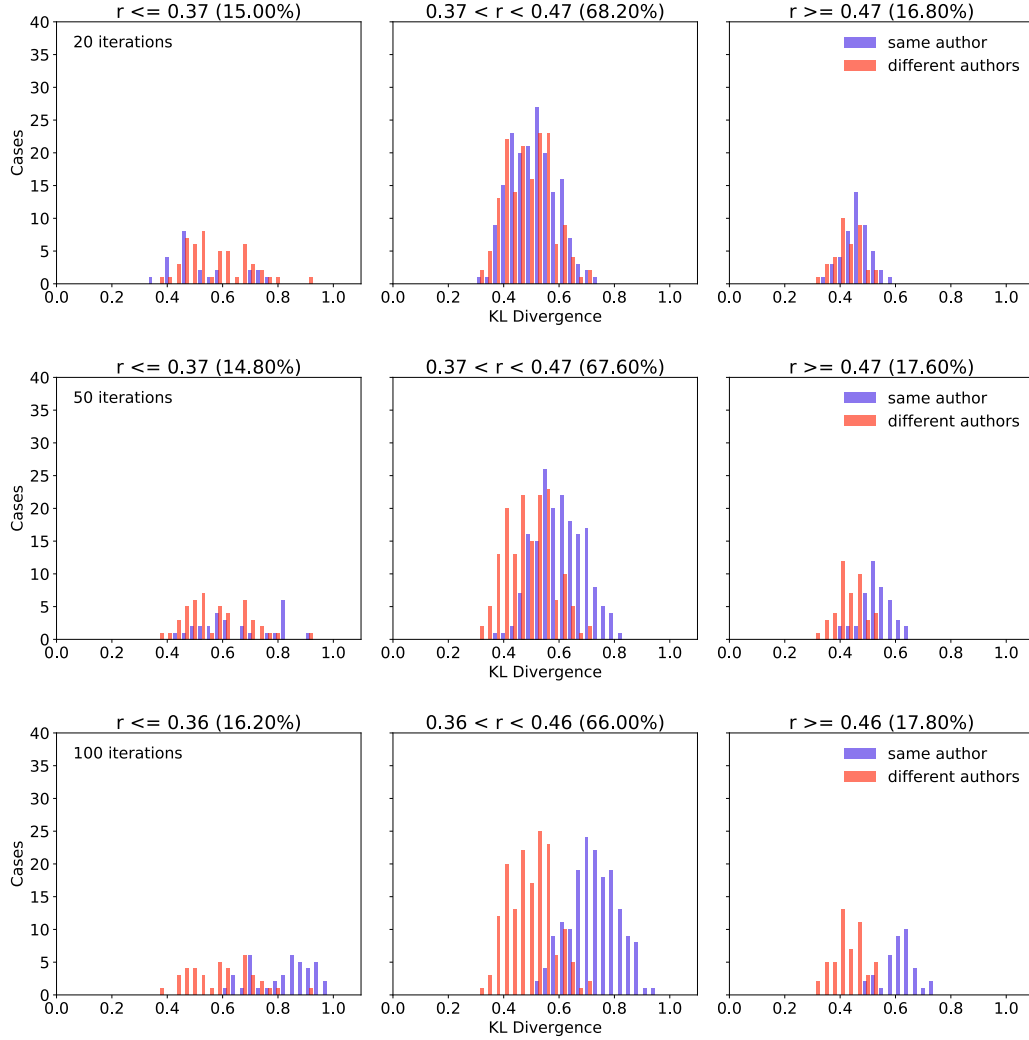 r <= 0.37 (15.00%) 0.37 < r < 0.47 (68.20%) r >= 0.47 (16.80%)
40
35
30
25
20
15
10
5
0
Cases
20 iterations
same author
different authors
0.0 0.2 0.4 0.6 0.8 1.0 0.0 0.2 0.4 0.6 0.8 1.0 0.0 0.2 0.4 0.6 0.8 1.0
KL Divergence
r <= 0.37 (14.80%) 0.37 < r < 0.47 (67.60%) r >= 0.47 (17.60%)
40
35
30
25
20
15
10
5
0
Cases
50 iterations
same author
different authors
0.0 0.2 0.4 0.6 0.8 1.0 0.0 0.2 0.4 0.6 0.8 1.0 0.0 0.2 0.4 0.6 0.8 1.0
KL Divergence
r <= 0.36 (16.20%) 0.36 < r < 0.46 (66.00%) r >= 0.46 (17.80%)
40
35
30
25
20
15
10
5
0
Cases
100 iterations
same author
different authors
0.0 0.2 0.4 0.6 0.8 1.0 0.0 0.2 0.4 0.6 0.8 1.0 0.0 0.2 0.4 0.6 0.8 1.0
KL Divergence